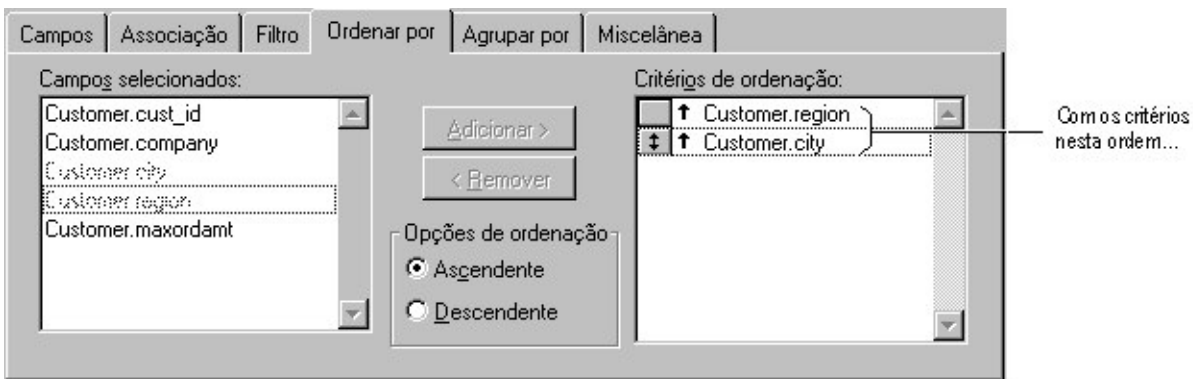 Campos Associação Filtro Ordenar por Agrupar por Miscelânea
Campos selecionados:
Customer.cust_id
Customer.company
Customer.city
Customer.region
Customer.maxordamt
Adicionar >
< Remover
Opções de ordenação
Ascendente
Descendente
Critérios de ordenação:
Customer.region
Customer.city
Com os critérios
nesta ordem...